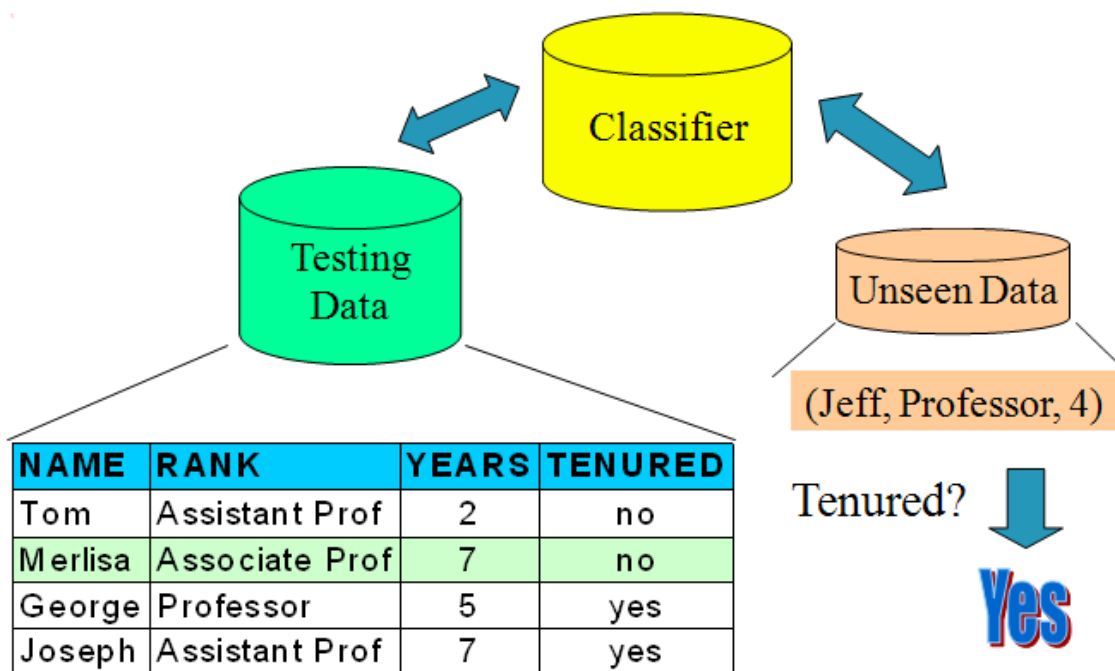 Classifier
Testing
Data
Unseen Data
(Jeff, Professor, 4)
NAME RANK YEARS TENURED
Tom Assistant Prof 2 no
Merlisa Associate Prof 7 no
George Professor 5 yes
Joseph Assistant Prof 7 yes
Tenured?
Yes